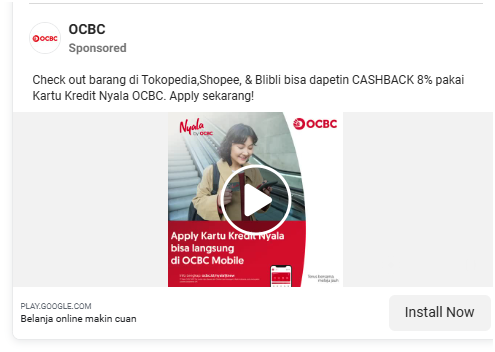 OCBC
OCBC
Sponsored
Check out barang di Tokopedia,Shopee, & Blibli bisa dapetin CASHBACK 8% pakai
Kartu Kredit Nyala OCBC. Apply sekarang!
Nyala
by OCBC
OCBC
Apply Kartu Kredit Nyala
bisa langsung
di OCBC Mobile
PLAY.GOOGLE.COM
Belanja online makin cuan
Install Now